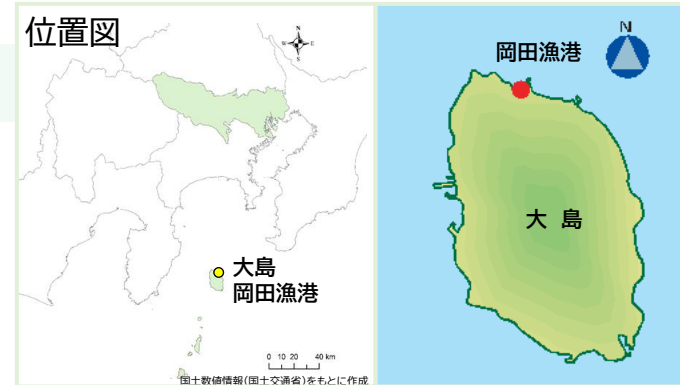 位置図
N
W
E
S
大島
岡田漁港
0 10 20 40 km
国土数値情報(国土交通省)をもとに作成
岡田漁港
N
大 島